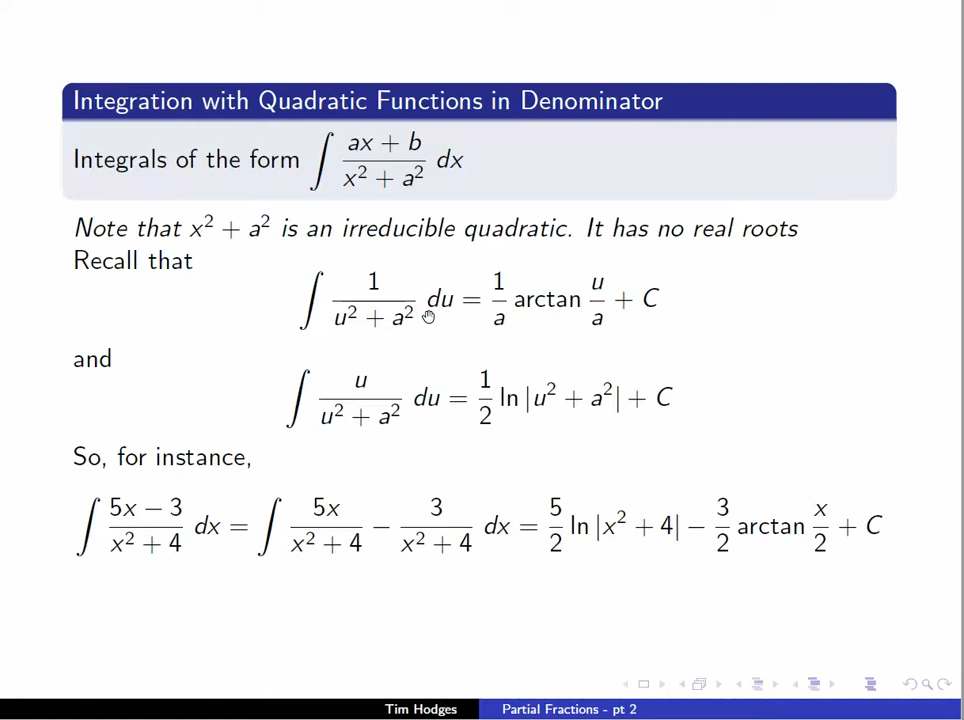 Integration with Quadratic Functions in Denominator
Integrals of the form ∫ (ax + b)/(x² + a²) dx
Note that x² + a² is an irreducible quadratic. It has no real roots
Recall that
∫ 1/(u² + a²) du = 1/a arctan u/a + C
and
∫ u/(u² + a²) du = 1/2 ln |u² + a²| + C
So, for instance,
∫ (5x − 3)/(x² + 4) dx = ∫ 5x/(x² + 4) − 3/(x² + 4) dx = 5/2 ln |x² + 4| − 3/2 arctan x/2 + C
Tim Hodges Partial Fractions - pt 2